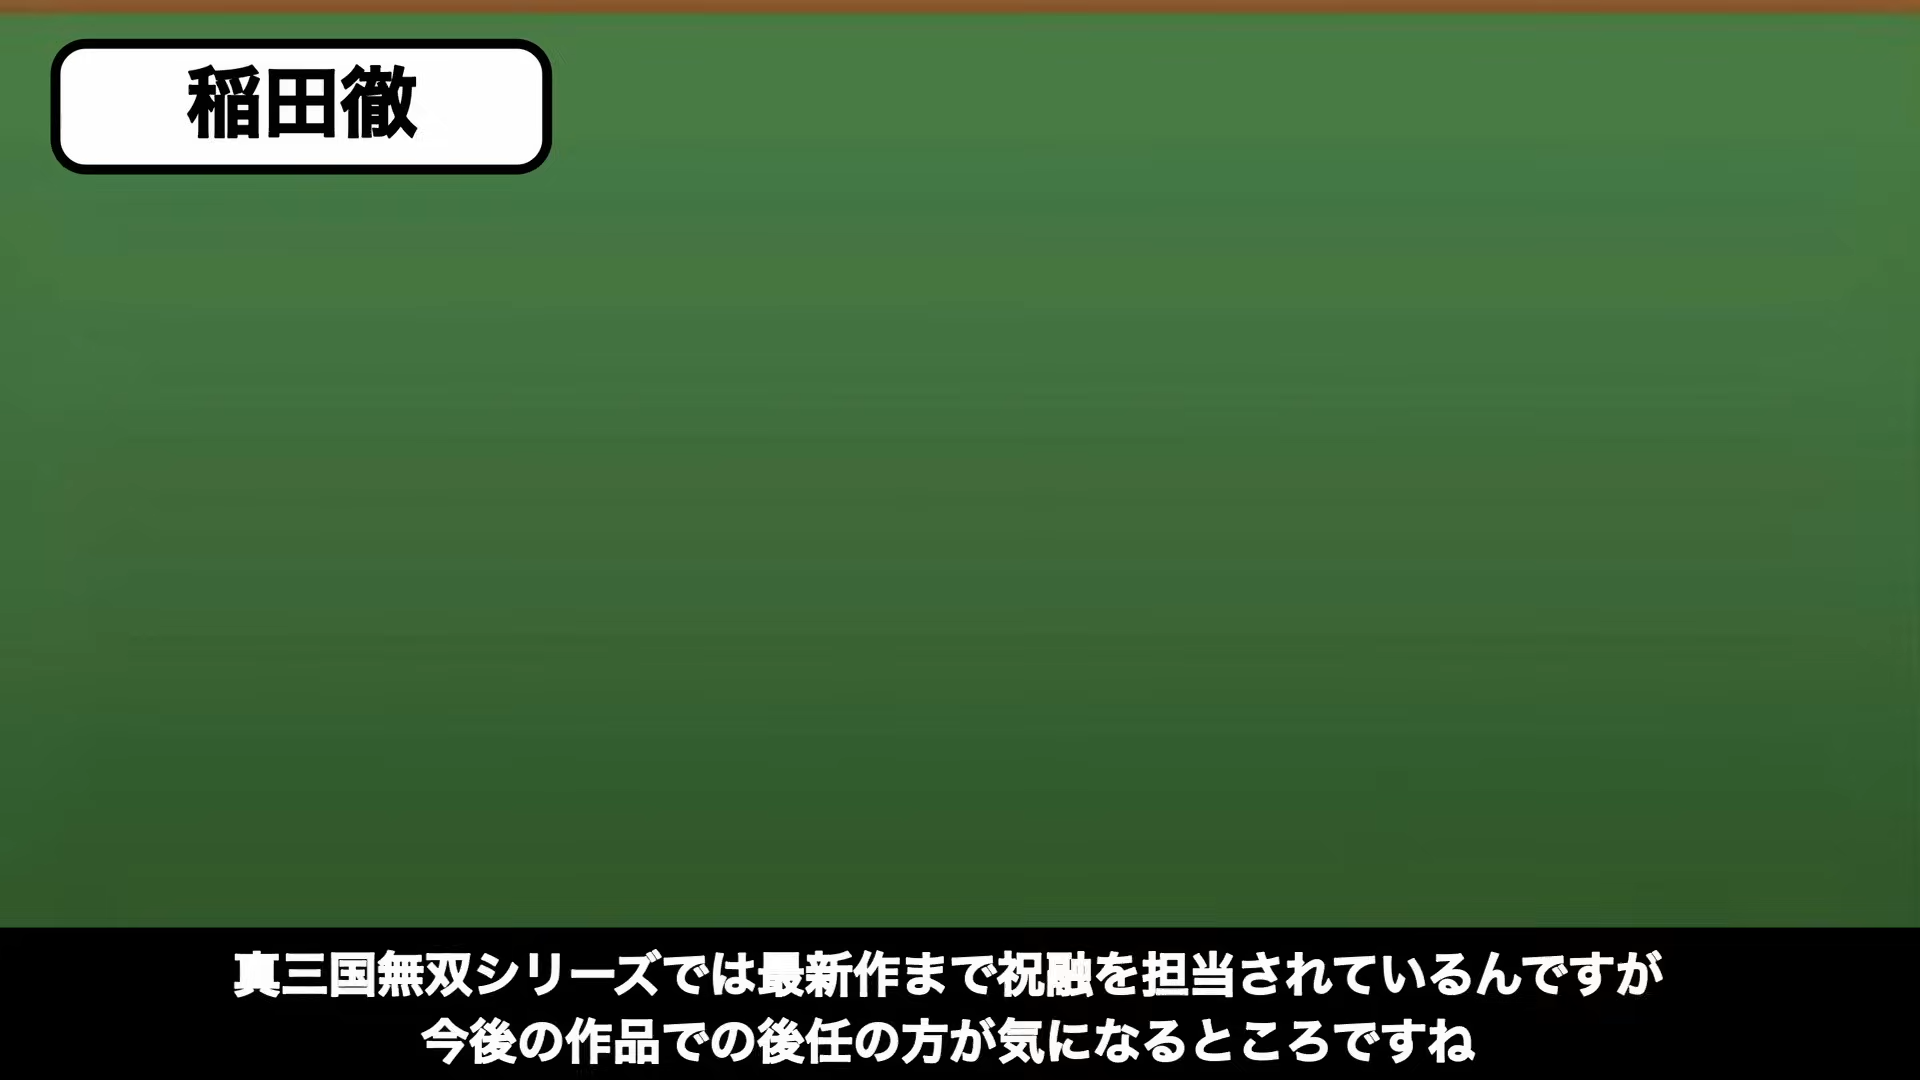 稲田徹
真三国無双シリーズでは最新作まで祝融を担当されているんですが
今後の作品での後任の方が気になるところですね